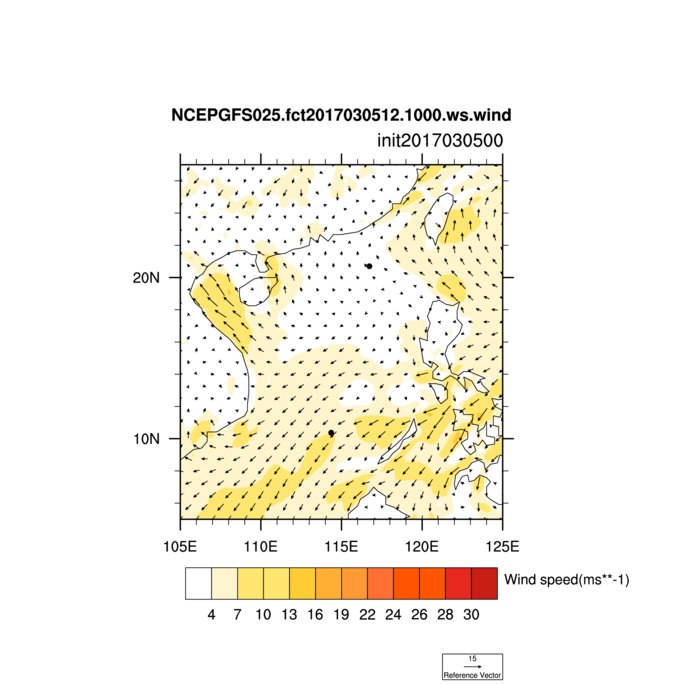 NCEPGFS025.fct2017030512.1000.ws.wind
init2017030500
20N
10N
105E 110E 115E 120E 125E
Wind speed(ms**-1)
4 7 10 13 16 19 22 24 26 28 30
15
Reference Vector